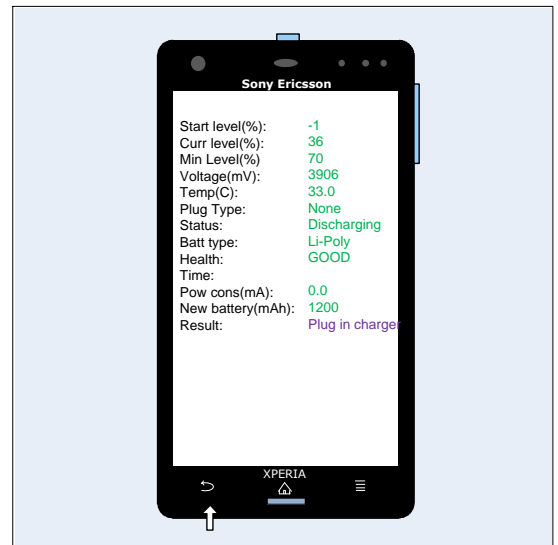 Sony Ericsson
Start level(%): -1
Curr level(%): 36
Min Level(%) 70
Voltage(mV): 3906
Temp(C): 33.0
Plug Type: None
Status: Discharging
Batt type: Li-Poly
Health: GOOD
Time:
Pow cons(mA): 0.0
New battery(mAh): 1200
Result: Plug in charger
XPERIA